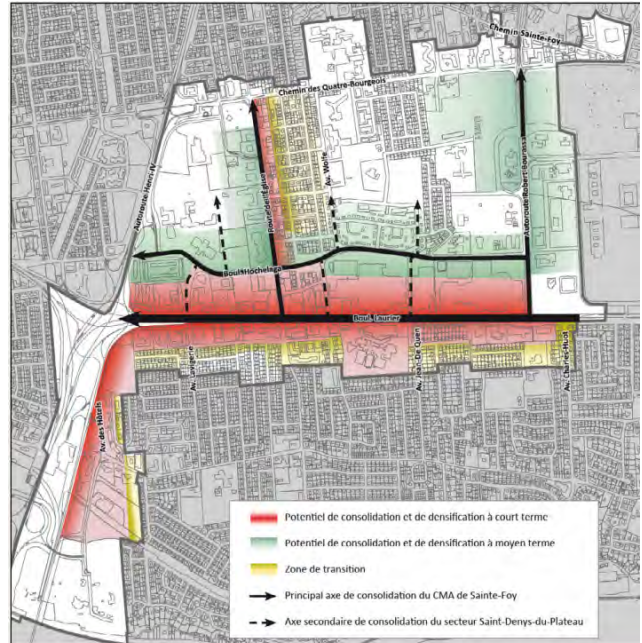 Chemin Sainte-Foy
Chemin des Quatre-Bourgeois
Autoroute Henri-IV
Route de l'Église
Av. Wolfe
Autoroute Robert-Bourassa
Boul. Hochelaga
Boul. Laurier
Av. Lavigerie
Av. Jean-De Quen
Av. Charles-Huot
Av. des Hôtels
Potentiel de consolidation et de densification à court terme
Potentiel de consolidation et de densification à moyen terme
Zone de transition
Principal axe de consolidation du CMA de Sainte-Foy
Axe secondaire de consolidation du secteur Saint-Denys-du-Plateau